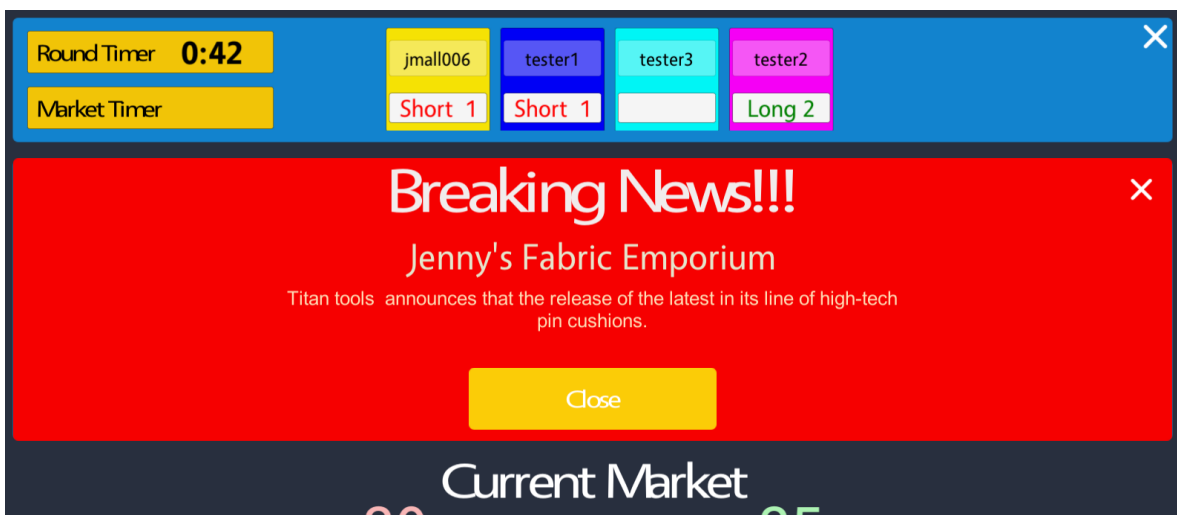 Round Timer 0:42
Market Timer
jmall006 tester1 tester3 tester2
Short 1 Short 1 Long 2
Breaking News!!!
Jenny's Fabric Emporium
Titan tools announces that the release of the latest in its line of high-tech
pin cushions.
Close
Current Market